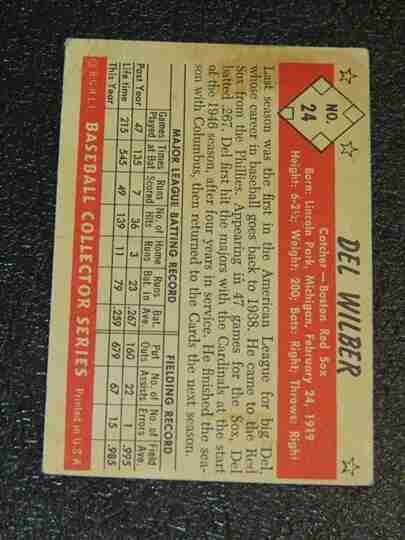 NO.
24
DEL WILBER
Catcher—Boston Red Sox
Born: Lincoln Park, Michigan, February 24, 1919
Height: 6-2½; Weight: 200; Bats: Right; Throws: Right
Last season was the first in the American League for big Del,
whose career in baseball goes back to 1938. He came to the Red
Sox from the Phillies. Appearing in 47 games for the Sox, Del
batted .267. Del first hit the majors with the Cardinals at the start
of the 1946 season, after four years in service. He finished the sea-
son with Columbus, then returned to the Cards the next season.
MAJOR LEAGUE BATTING RECORD FIELDING RECORD
Games Times Runs No. of Home Runs Bat. Put No. of No. of Field
Played at Bat Scored Hits Runs Bat. In Ave. Outs Assists Errors Ave.
Past Year 47 135 7 36 3 23 .267 160 22 1 .995
Life time 215 545 49 139 11 79 .259 679 67 15 .985
This Year
© B.G.H.L.I. BASEBALL COLLECTOR SERIES Printed in U.S.A